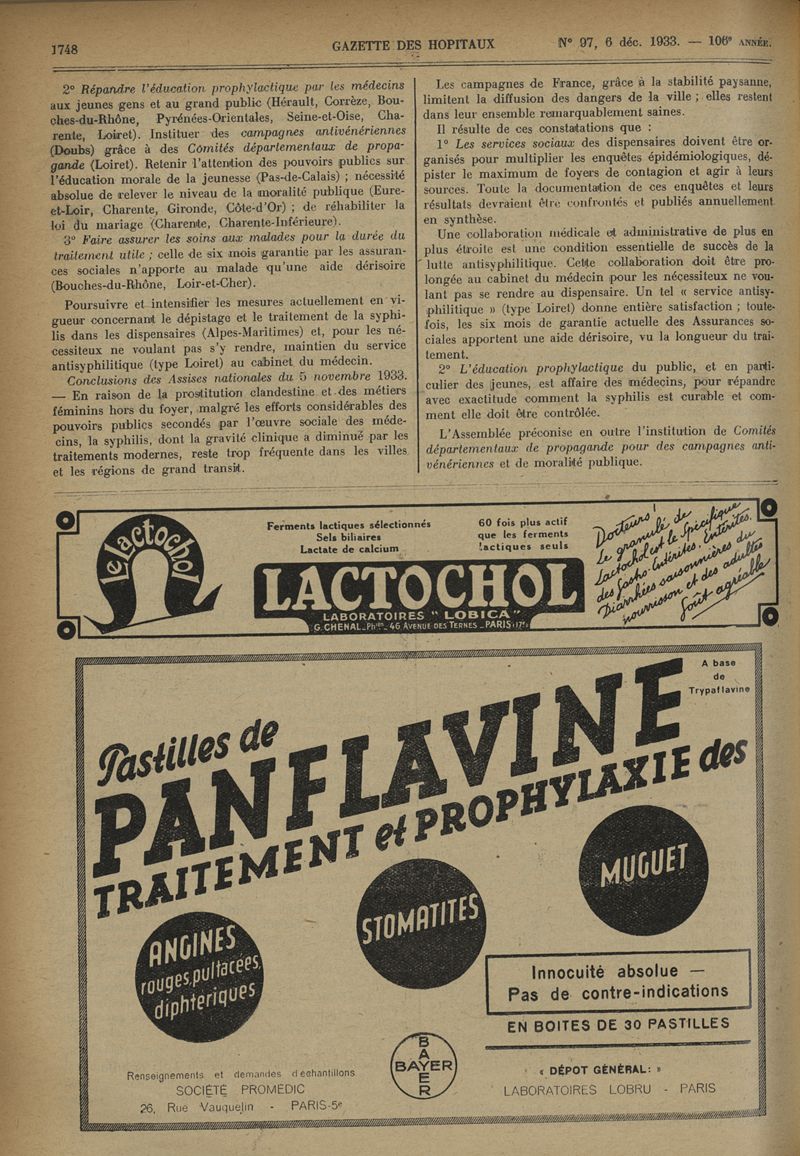 1748
GAZETTE DES HOPITAUX
N° 97, 6 déc. 1933. — 106e ANNÉE.
2° Répandre l'éducation prophylactique par les médecins
aux jeunes gens et au grand public (Hérault, Corrèze, Bou-
ches-du-Rhône, Pyrénées-Orientales, Seine-et-Oise, Cha-
rente, Loiret). Instituer des campagnes antivénériennes
(Doubs) grâce à des Comités départementaux de propa-
gande (Loiret). Retenir l'attention des pouvoirs publics sur
l'éducation morale de la jeunesse (Pas-de-Calais) ; nécessité
absolue de relever le niveau de la moralité publique (Eure-
et-Loir, Charente, Gironde, Côte-d'Or) ; de réhabiliter la
loi du mariage (Charente, Charente-Inférieure).
3° Faire assurer les soins aux malades pour la durée du
traitement utile ; celle de six mois garantie par les assuran-
ces sociales n'apporte au malade qu'une aide dérisoire
(Bouches-du-Rhône, Loir-et-Cher).
Poursuivre et intensifier les mesures actuellement en vi-
gueur concernant le dépistage et le traitement de la syphi-
lis dans les dispensaires (Alpes-Maritimes) et, pour les né-
cessiteux ne voulant pas s'y rendre, maintien du service
antisyphilitique (type Loiret) au cabinet du médecin.
Conclusions des Assises nationales du 5 novembre 1933.
— En raison de la prostitution clandestine et des métiers
féminins hors du foyer, malgré les efforts considérables des
pouvoirs publics secondés par l'œuvre sociale des méde-
cins, la syphilis, dont la gravité clinique a diminué par les
traitements modernes, reste trop fréquente dans les villes
et les régions de grand transit.
Les campagnes de France, grâce à la stabilité paysanne,
limitent la diffusion des dangers de la ville ; elles restent
dans leur ensemble remarquablement saines.
Il résulte de ces constatations que :
1° Les services sociaux des dispensaires doivent être or-
ganisés pour multiplier les enquêtes épidémiologiques, dé-
pister le maximum de foyers de contagion et agir à leurs
sources. Toute la documentation de ces enquêtes et leurs
résultats devraient être confrontés et publiés annuellement
en synthèse.
Une collaboration médicale et administrative de plus en
plus étroite est une condition essentielle de succès de la
lutte antisyphilitique. Cette collaboration doit être pro-
longée au cabinet du médecin pour les nécessiteux ne vou-
lant pas se rendre au dispensaire. Un tel « service antisy-
philitique » (type Loiret) donne entière satisfaction ; toute-
fois, les six mois de garantie actuelle des Assurances so-
ciales apportent une aide dérisoire, vu la longueur du trai-
tement.
2° L'éducation prophylactique du public, et en parti-
culier des jeunes, est affaire des médecins, pour répandre
avec exactitude comment la syphilis est curable et com-
ment elle doit être contrôlée.
L'Assemblée préconise en outre l'institution de Comités
départementaux de propagande pour des campagnes anti-
vénériennes et de moralité publique.
le lactochol
Ferments lactiques sélectionnés
Sels biliaires
Lactate de calcium
60 fois plus actif
que les ferments
lactiques seuls
LACTOCHOL
LABORATOIRES "LOBICA"
G. CHENAL_Phien_46, AVENUE DES TERNES_PARIS (17e)
Docteurs !
Le granulé de
Lactochol est le Spécifique
des Gastro-Entérites, Entérites.
Diarrhées saisonnières du
nourrisson et des adultes
Goût agréable
A base
de
Trypaflavine
Pastilles de
PANFLAVINE
TRAITEMENT et PROPHYLAXIE des
ANGINES
rouges, pultacées,
diphtériques
STOMATITES
MUGUET
Innocuité absolue —
Pas de contre-indications
EN BOITES DE 30 PASTILLES
Renseignements et demandes d'echantillons
SOCIÉTÉ PROMEDIC
26, Rue Vauquelin - PARIS-5e
BAYER
BAYER
« DÉPOT GÉNÉRAL: »
LABORATOIRES LOBRU - PARIS